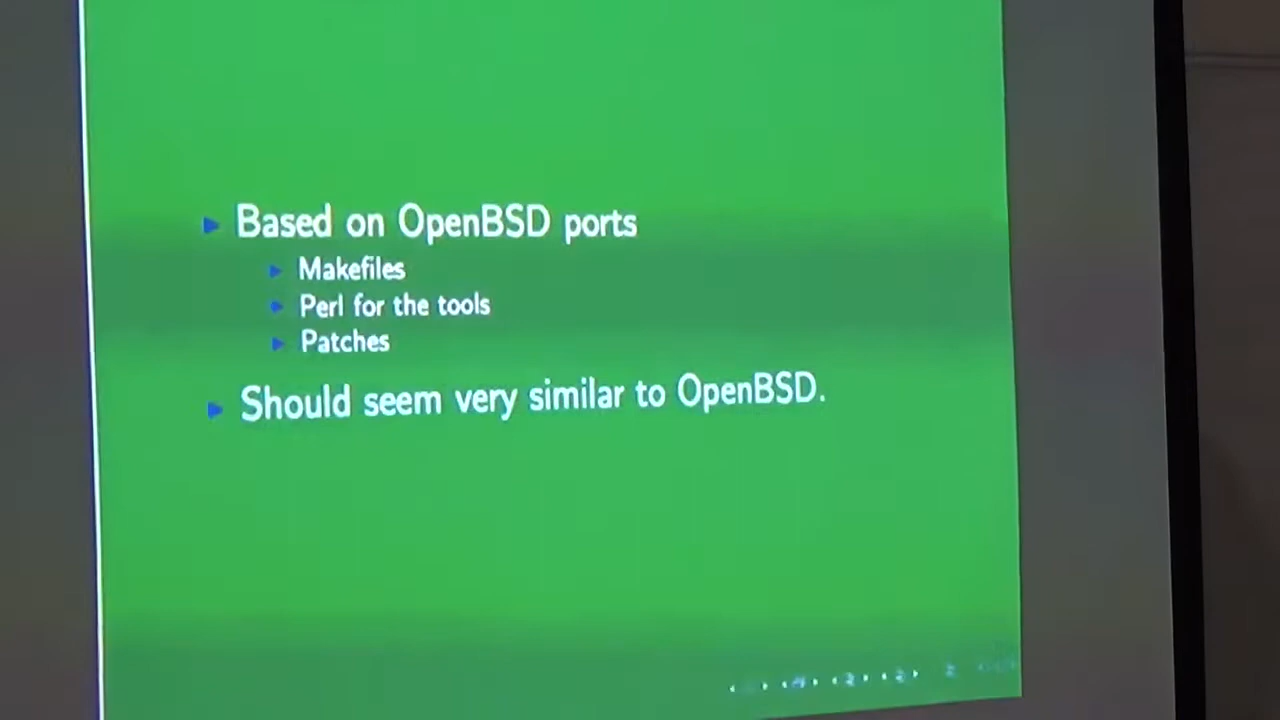 Based on OpenBSD ports
Makefiles
Perl for the tools
Patches
Should seem very similar to OpenBSD.